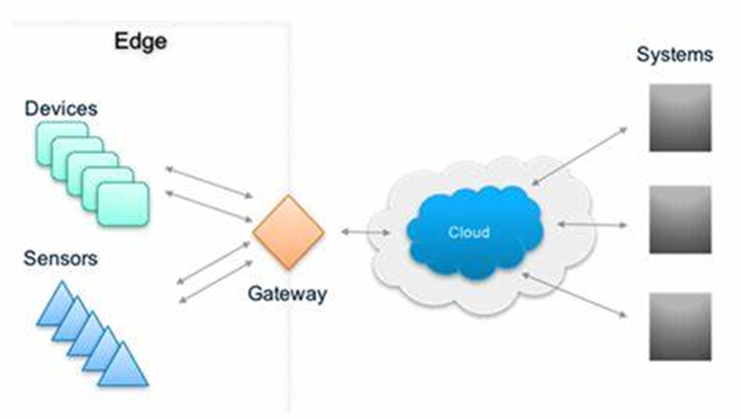 Edge
Systems
Devices
Cloud
Sensors
Gateway